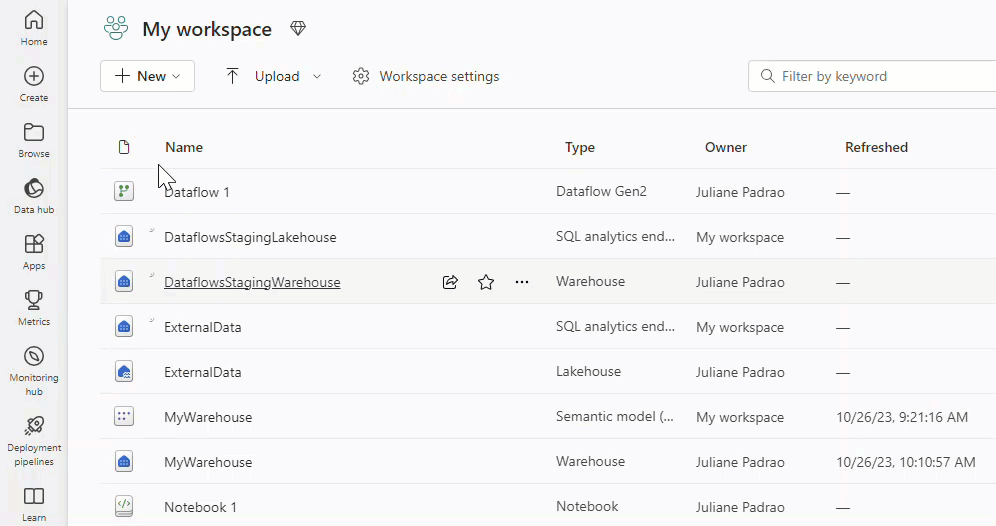 Home
Create
Browse
Data hub
Apps
Metrics
Monitoring
hub
Deployment
pipelines
Learn
My workspace
New
Upload
Workspace settings
Filter by keyword
Name Type Owner Refreshed
Dataflow 1 Dataflow Gen2 Juliane Padrao —
DataflowsStagingLakehouse SQL analytics end... My workspace —
DataflowsStagingWarehouse Warehouse Juliane Padrao —
ExternalData SQL analytics end... My workspace —
ExternalData Lakehouse Juliane Padrao —
MyWarehouse Semantic model (... My workspace 10/26/23, 9:21:16 AM
MyWarehouse Warehouse Juliane Padrao 10/26/23, 10:10:57 AM
Notebook 1 Notebook Juliane Padrao —